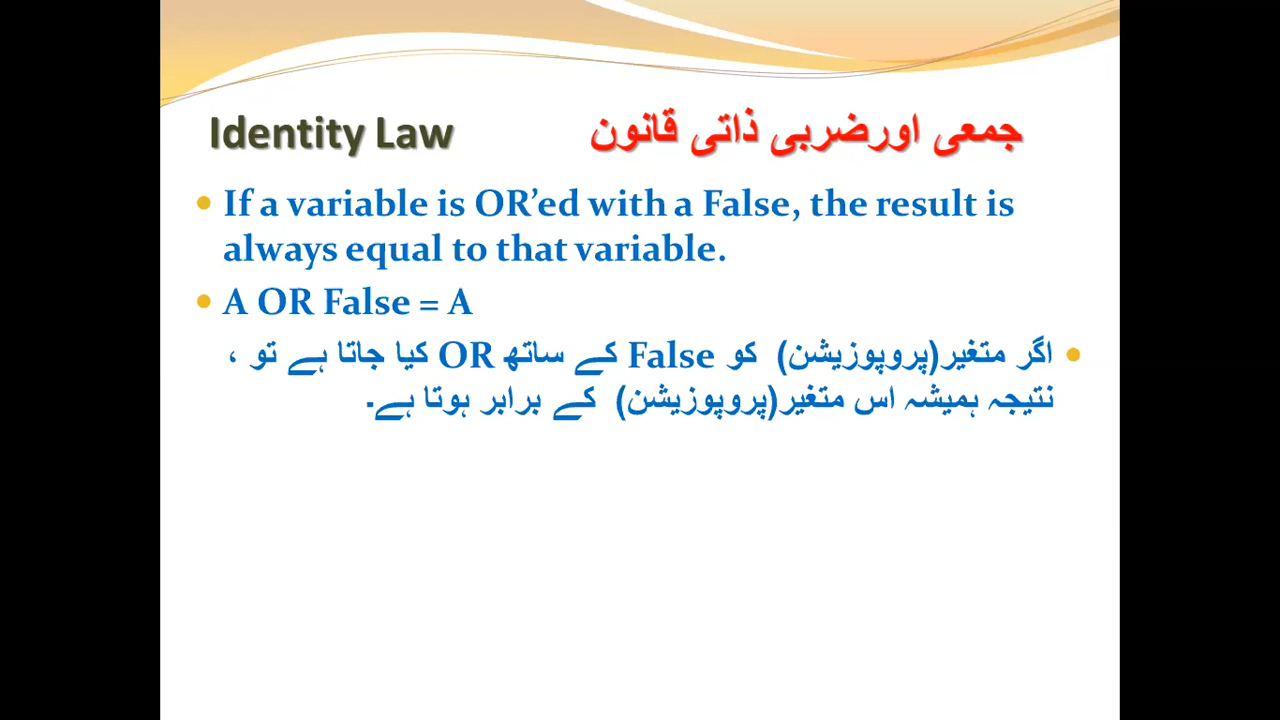 Identity Law جمعی اورضربی ذاتی قانون
If a variable is OR’ed with a False, the result is
always equal to that variable.
A OR False = A
اگر متغیر(پروپوزیشن) کو False کے ساتھ OR کیا جاتا ہے تو ،
نتیجہ ہمیشہ اس متغیر(پروپوزیشن) کے برابر ہوتا ہے۔